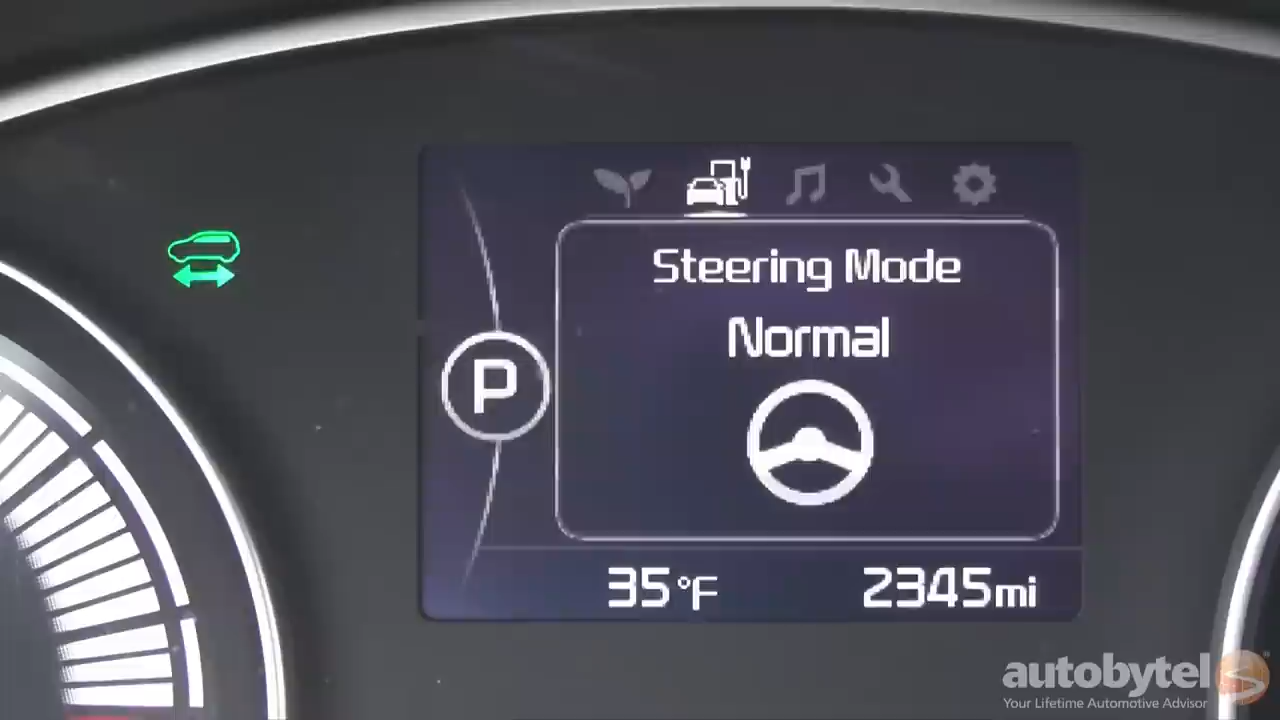 Steering Mode
Normal
P
35°F 2345mi
autobytel
Your Lifetime Automotive Advisor